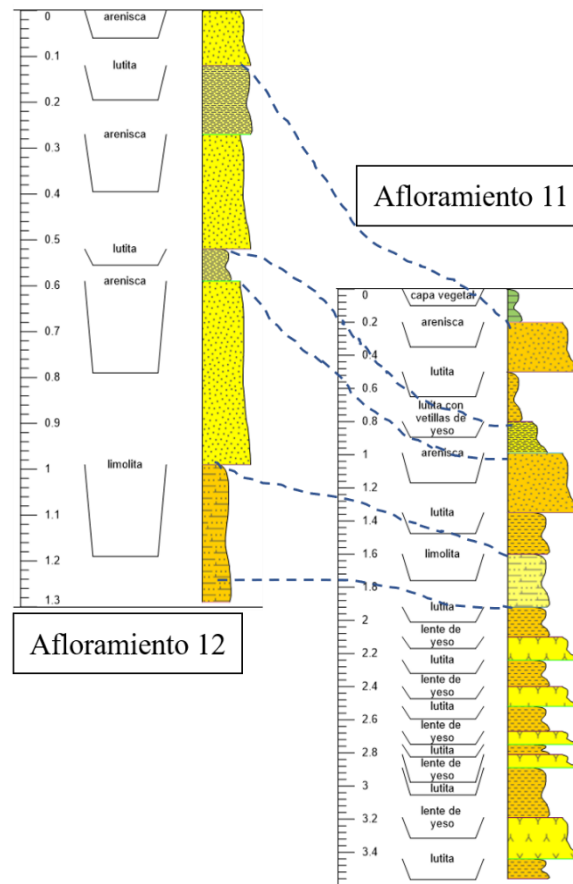 0
arenisca
0.1
lutita
0.2
0.3
arenisca
0.4
0.5
lutita
0.6
arenisca
0.7
0.8
0.9
1
limolita
1.1
1.2
1.3
Afloramiento 12
Afloramiento 11
0
capa vegetal
0.2
arenisca
0.4
lutita
0.6
lutita con
vetillas de
yeso
0.8
arenisca
1
1.2
lutita
1.4
1.6
limolita
1.8
lutita
2
lente de
yeso
2.2
lutita
2.4
lente de
yeso
lutita
2.6
lente de
yeso
2.8
lutita
lente de
yeso
3
lutita
3.2
lente de
yeso
3.4
lutita